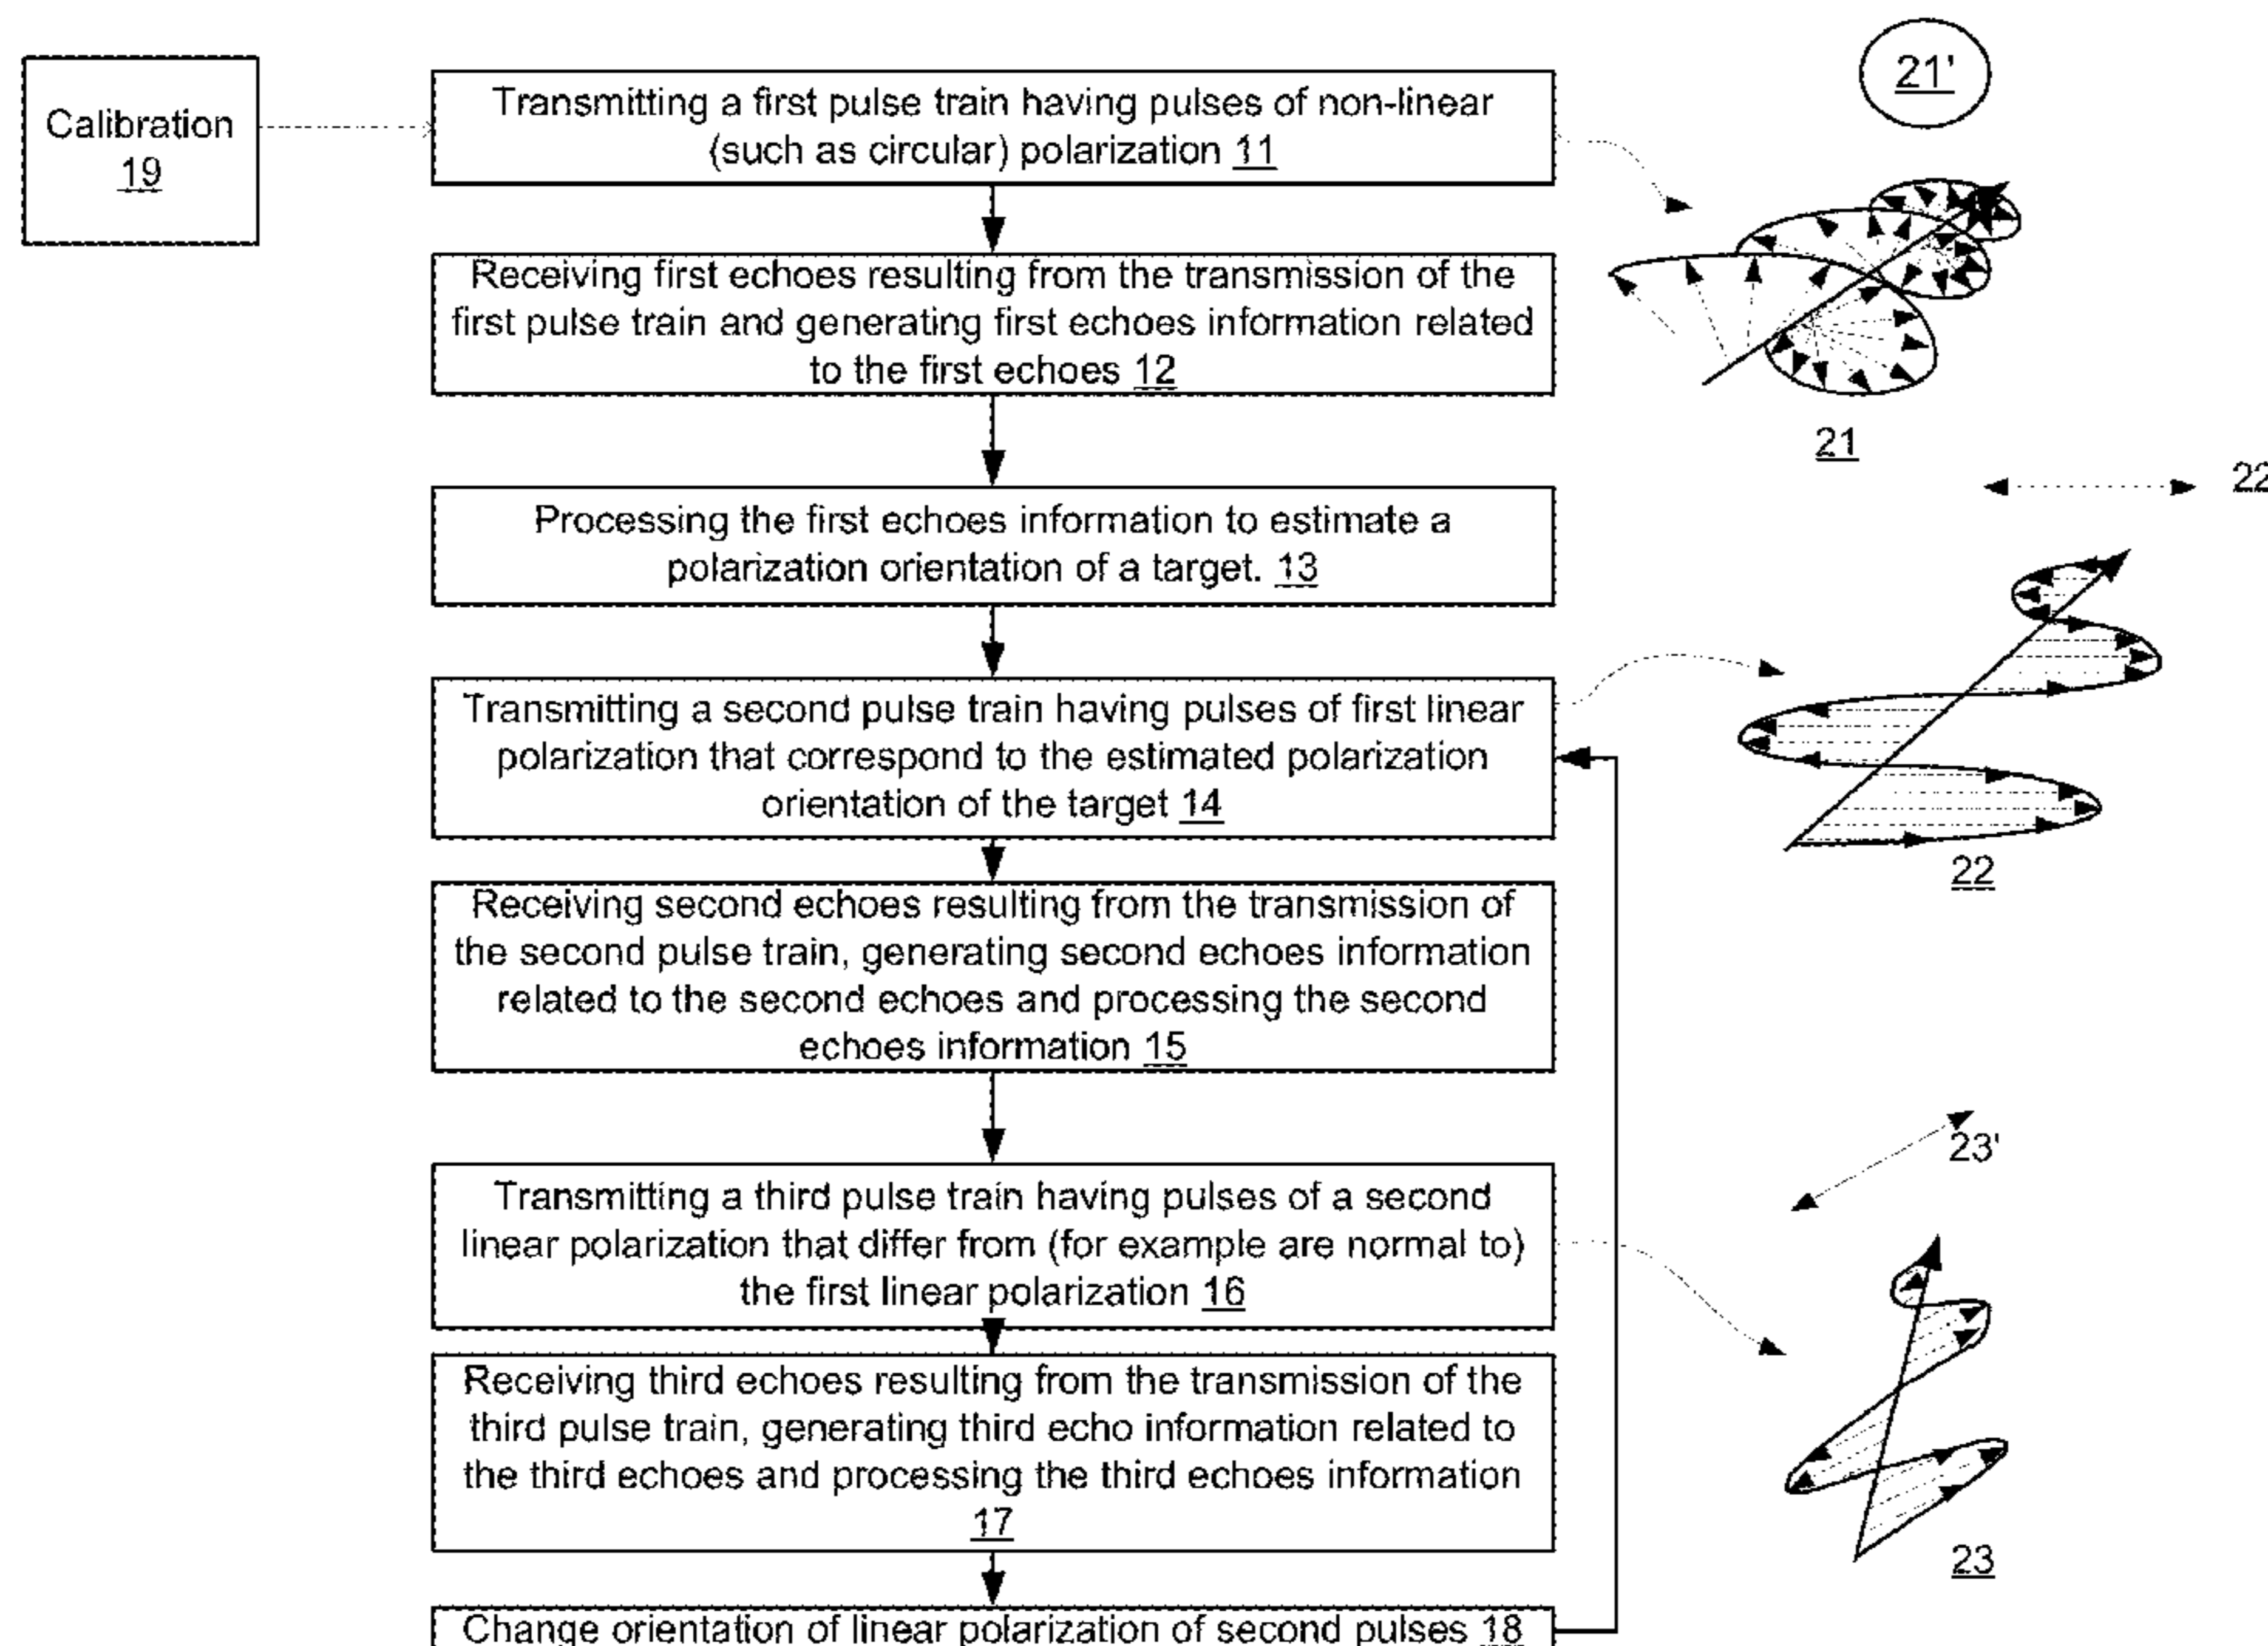 Calibration
19
Transmitting a first pulse train having pulses of non-linear
(such as circular) polarization 11
21'
Receiving first echoes resulting from the transmission of the
first pulse train and generating first echoes information related
to the first echoes 12
21
22
Processing the first echoes information to estimate a
polarization orientation of a target. 13
Transmitting a second pulse train having pulses of first linear
polarization that correspond to the estimated polarization
orientation of the target 14
22
Receiving second echoes resulting from the transmission of
the second pulse train, generating second echoes information
related to the second echoes and processing the second
echoes information 15
23'
Transmitting a third pulse train having pulses of a second
linear polarization that differ from (for example are normal to)
the first linear polarization 16
Receiving third echoes resulting from the transmission of the
third pulse train, generating third echo information related to
the third echoes and processing the third echoes information
17
23
Change orientation of linear polarization of second pulses 18